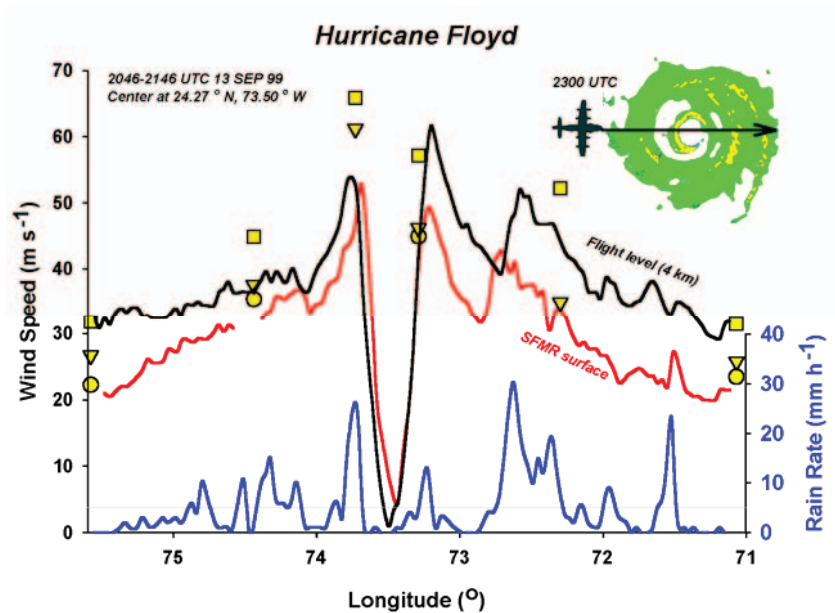 Hurricane Floyd
2046-2146 UTC 13 SEP 99
Center at 24.27 ° N, 73.50 ° W
2300 UTC
Flight level (4 km)
SFMR surface
Wind Speed (m s-1)
70
60
50
40
30
20
10
0
Rain Rate (mm h-1)
40
30
20
10
0
75
74
73
72
71
Longitude (O)